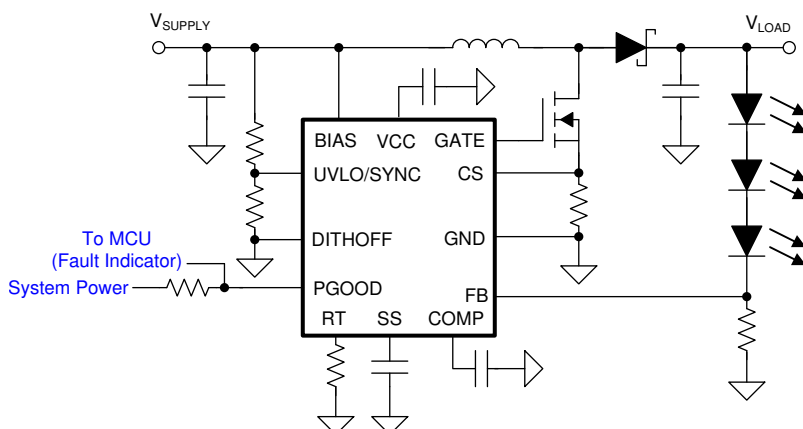 VSUPPLY
VLOAD
BIAS
VCC
GATE
UVLO/SYNC
CS
DITHOFF
GND
To MCU
(Fault Indicator)
System Power
PGOOD
FB
RT
SS
COMP